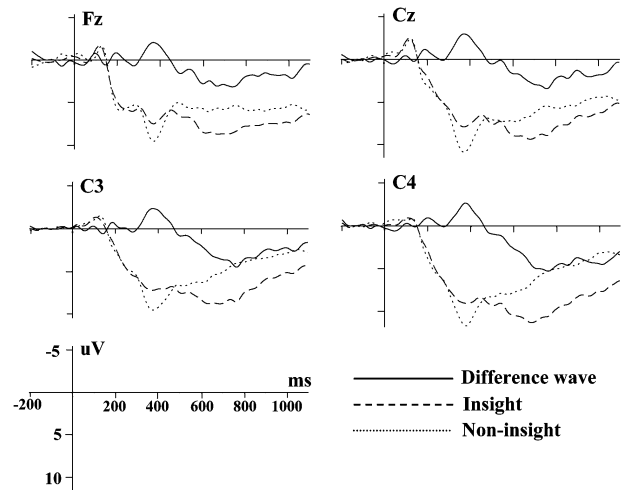 Fz
Cz
C3
C4
-5
uV
ms
-200
200
400
600
800
1000
5
10
Difference wave
Insight
Non-insight